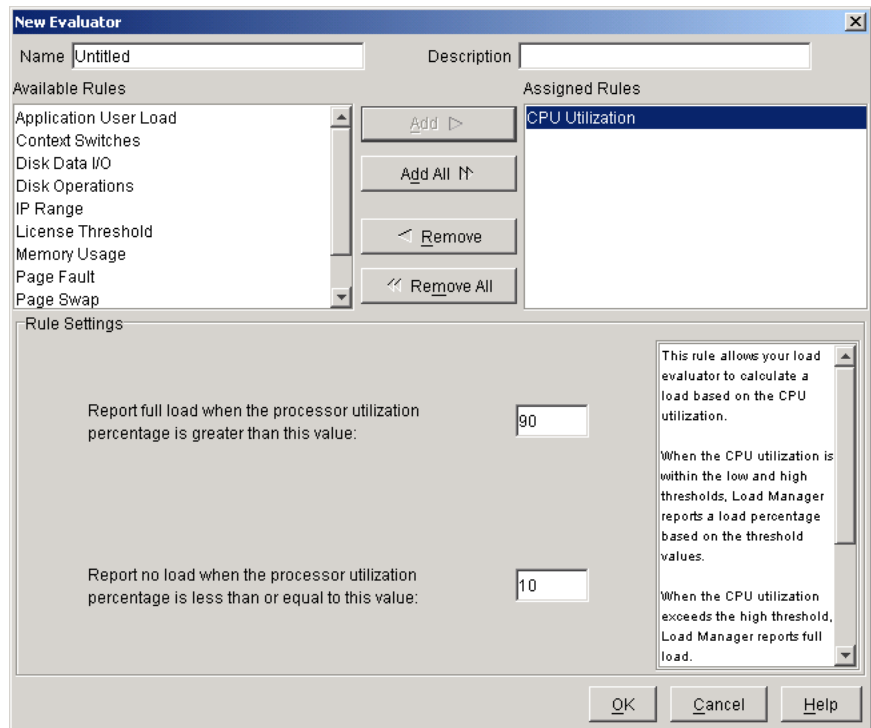 New Evaluator
Name Untitled Description
Available Rules Assigned Rules
Application User Load
Context Switches
Disk Data I/O
Disk Operations
IP Range
License Threshold
Memory Usage
Page Fault
Page Swap
Add
Add All
Remove
Remove All
CPU Utilization
Rule Settings
Report full load when the processor utilization
percentage is greater than this value:
90
Report no load when the processor utilization
percentage is less than or equal to this value:
10
This rule allows your load
evaluator to calculate a
load based on the CPU
utilization.
When the CPU utilization is
within the low and high
thresholds, Load Manager
reports a load percentage
based on the threshold
values.
When the CPU utilization
exceeds the high threshold,
Load Manager reports full
load.
OK Cancel Help